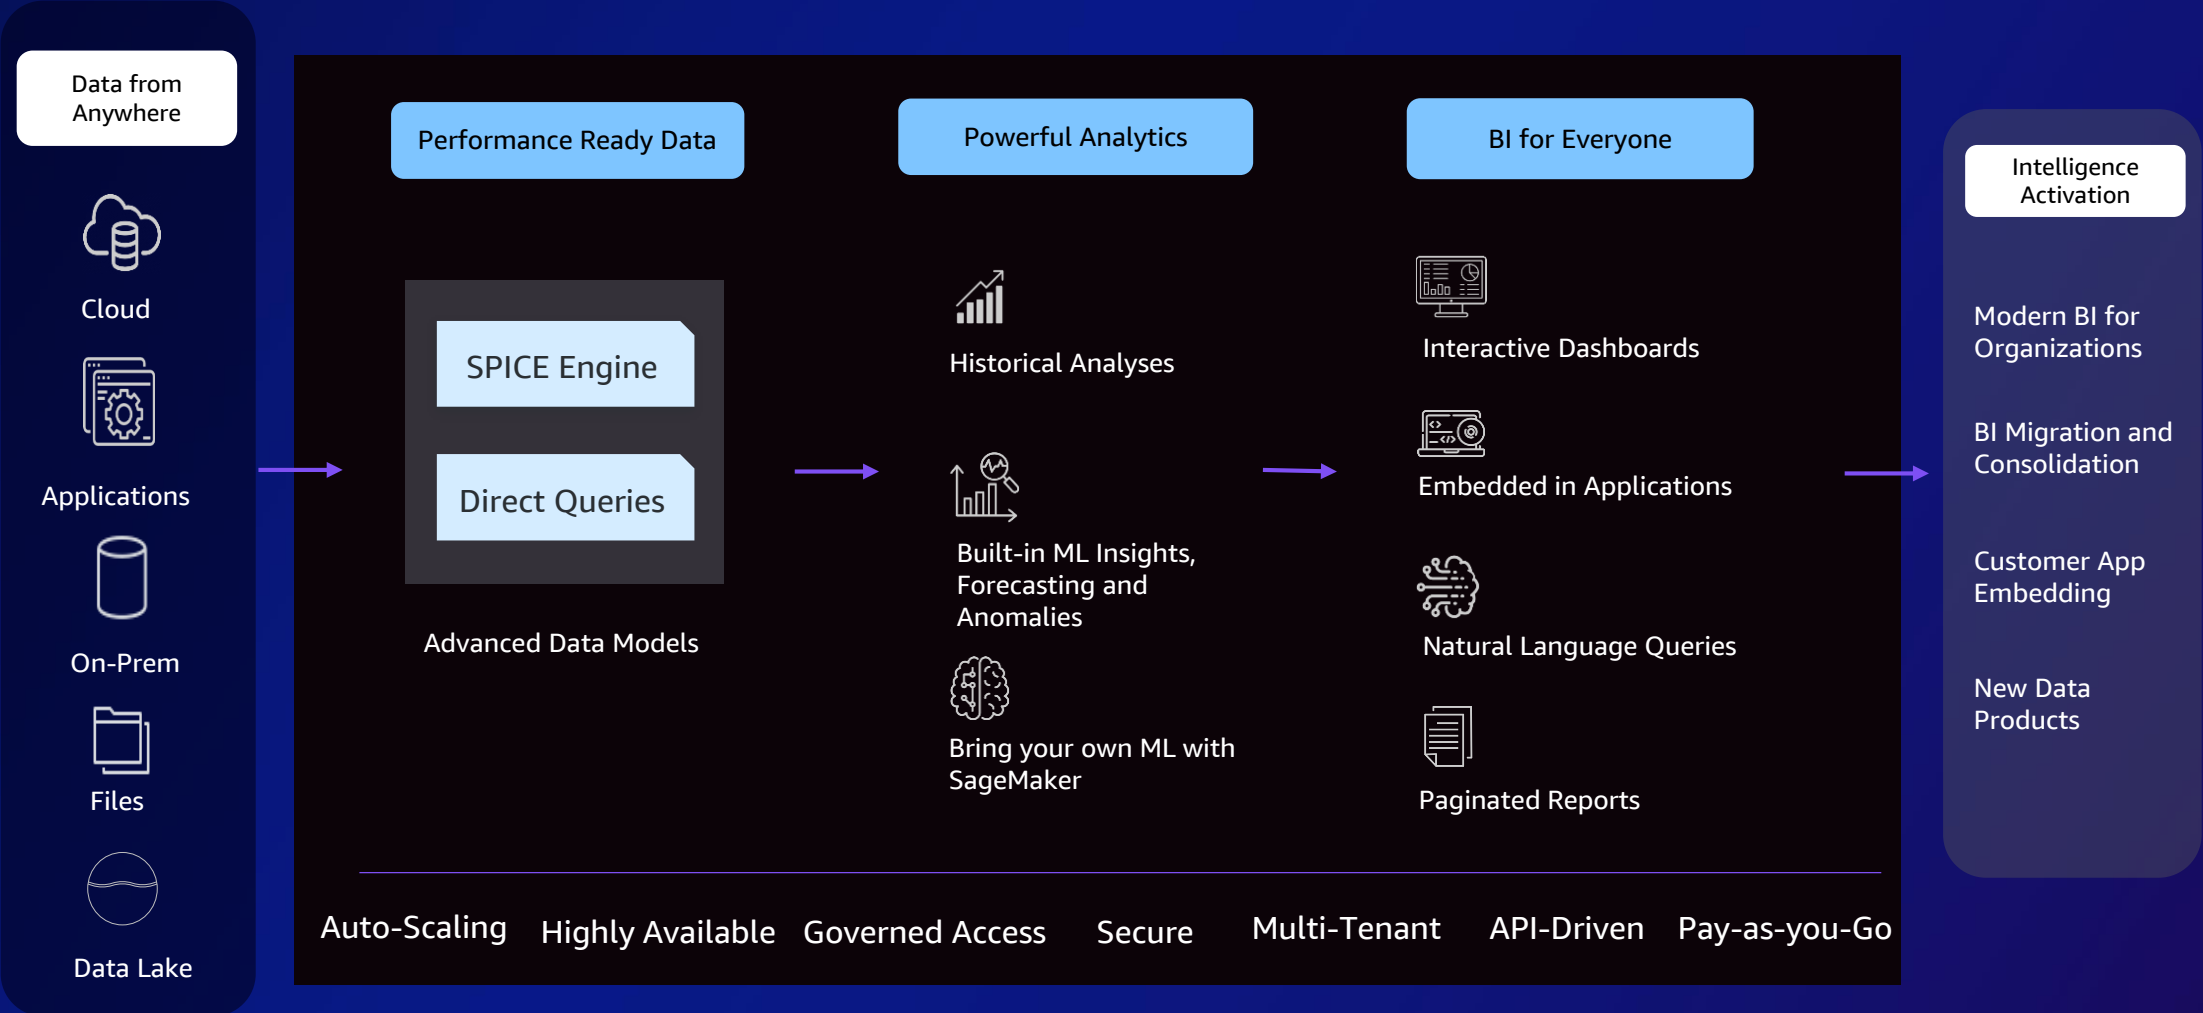 Data from
Anywhere
Cloud
Applications
On-Prem
Files
Data Lake
Performance Ready Data
SPICE Engine
Direct Queries
Advanced Data Models
Powerful Analytics
Historical Analyses
Built-in ML Insights,
Forecasting and
Anomalies
Bring your own ML with
SageMaker
BI for Everyone
Interactive Dashboards
Embedded in Applications
Natural Language Queries
Paginated Reports
Auto-Scaling
Highly Available
Governed Access
Secure
Multi-Tenant
API-Driven
Pay-as-you-Go
Intelligence
Activation
Modern BI for
Organizations
BI Migration and
Consolidation
Customer App
Embedding
New Data
Products